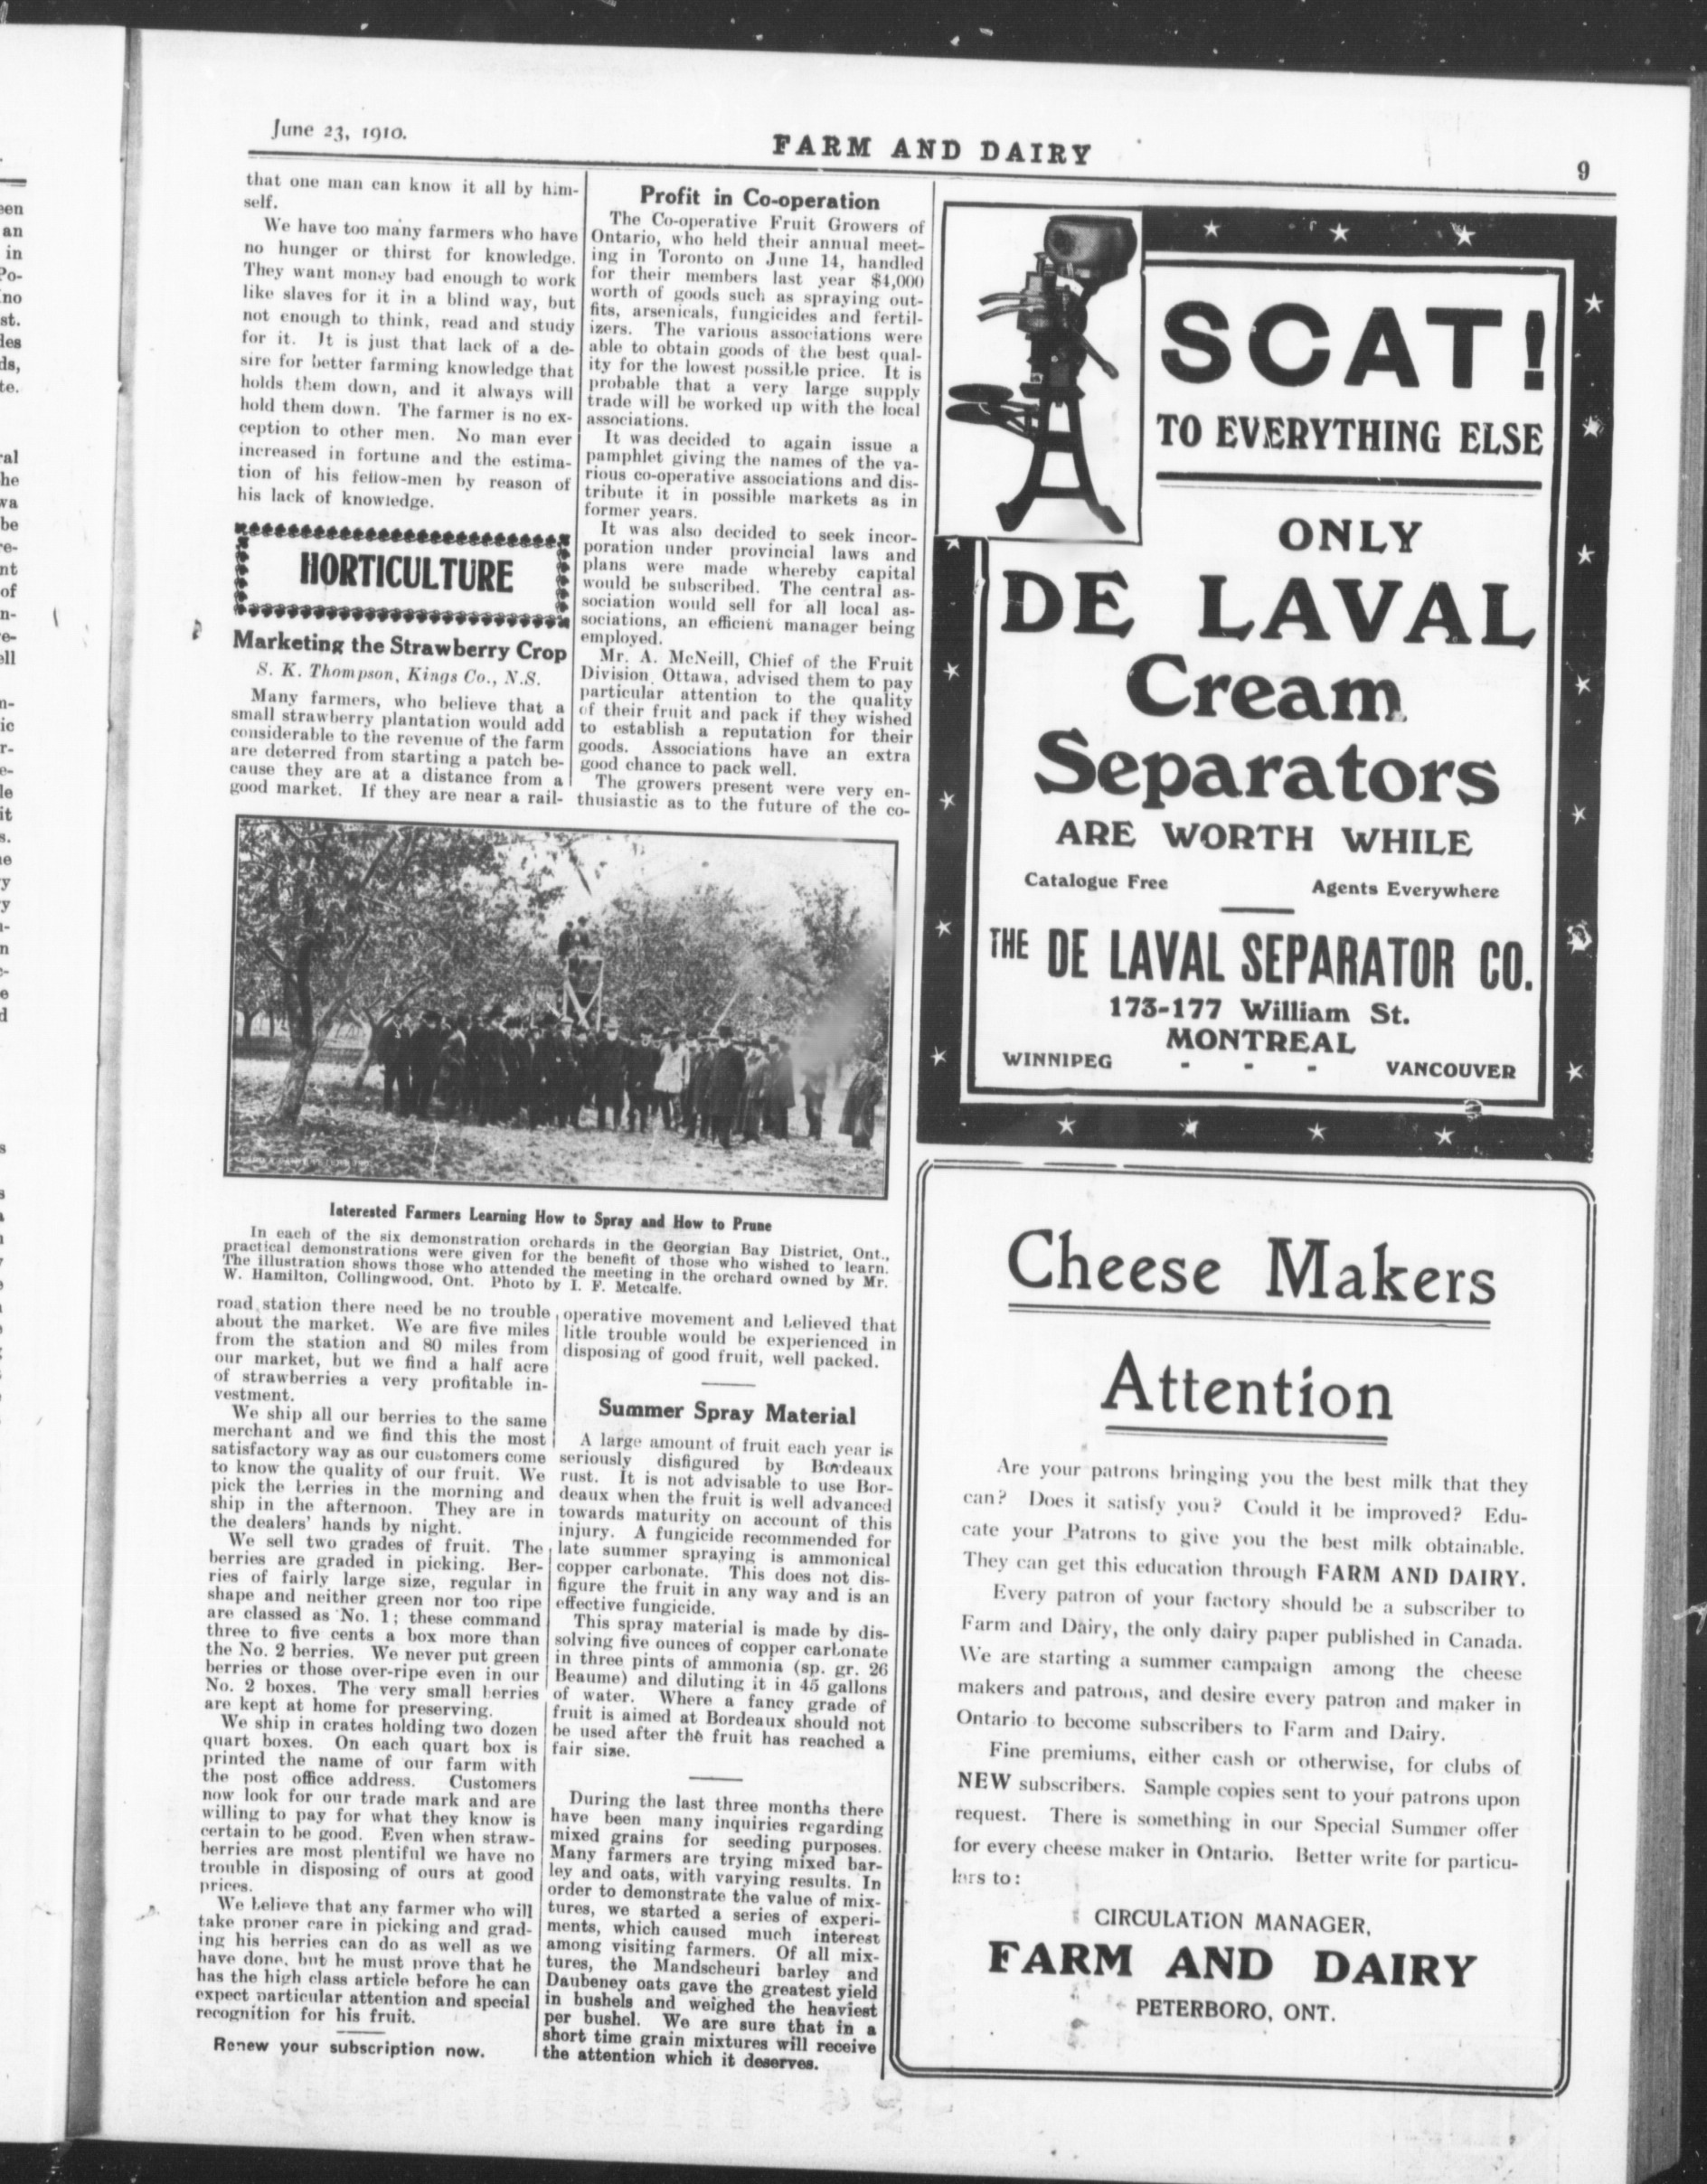 June 23, 1910.
FARM AND DAIRY
9
that one man can know it all by him-
self.
We have too many farmers who have
no hunger or thirst for knowledge.
They want money bad enough to work
like slaves for it in a blind way, but
not enough to think, read and study
for it. It is just that lack of a de-
sire for better farming knowledge that
holds them down, and it always will
hold them down. The farmer is no ex-
ception to other men. No man ever
increased in fortune and the estima-
tion of his fellow-men by reason of
his lack of knowledge.
HORTICULTURE
Marketing the Strawberry Crop
S. K. Thompson, Kings Co., N.S.
Many farmers, who believe that a
small strawberry plantation would add
considerable to the revenue of the farm
are deterred from starting a patch be-
cause they are at a distance from a
good market. If they are near a rail-
road station there need be no trouble
about the market. We are five miles
from the station and 80 miles from
our market, but we find a half acre
of strawberries a very profitable in-
vestment.
We ship all our berries to the same
merchant and we find this the most
satisfactory way as our customers come
to know the quality of our fruit. We
pick the berries in the morning and
ship in the afternoon. They are in
the dealers' hands by night.
We sell two grades of fruit. The
berries are graded in picking. Ber-
ries of fairly large size, regular in
shape and neither green nor too ripe
are classed as No. 1; these command
three to five cents a box more than
the No. 2 berries. We never put green
berries or those over-ripe even in our
No. 2 boxes. The very small berries
are kept at home for preserving.
We ship in crates holding two dozen
quart boxes. On each quart box is
printed the name of our farm with
the post office address. Customers
now look for our trade mark and are
willing to pay for what they know is
certain to be good. Even when straw-
berries are most plentiful we have no
trouble in disposing of ours at good
prices.
We believe that any farmer who will
take proper care in picking and grad-
ing his berries can do as well as we
have done, but he must prove that he
has the high class article before he can
expect particular attention and special
recognition for his fruit.
Renew your subscription now.
Profit in Co-operation
The Co-operative Fruit Growers of
Ontario, who held their annual meet-
ing in Toronto on June 14, handled
for their members last year $4,000
worth of goods such as spraying out-
fits, arsenicals, fungicides and fertil-
izers. The various associations were
able to obtain goods of the best qual-
ity for the lowest possible price. It is
probable that a very large supply
trade will be worked up with the local
associations.
It was decided to again issue a
pamphlet giving the names of the va-
rious co-operative associations and dis-
tribute it in possible markets as in
former years.
It was also decided to seek incor-
poration under provincial laws and
plans were made whereby capital
would be subscribed. The central as-
sociation would sell for all local as-
sociations, an efficient manager being
employed.
Mr. A. McNeill, Chief of the Fruit
Division, Ottawa, advised them to pay
particular attention to the quality
of their fruit and pack if they wished
to establish a reputation for their
goods. Associations have an extra
good chance to pack well.
The growers present were very en-
thusiastic as to the future of the co-
operative movement and believed that
litle trouble would be experienced in
disposing of good fruit, well packed.
Interested Farmers Learning How to Spray and How to Prune
In each of the six demonstration orchards in the Georgian Bay District, Ont.,
practical demonstrations were given for the benefit of those who wished to learn.
The illustration shows those who attended the meeting in the orchard owned by Mr.
W. Hamilton, Collingwood, Ont. Photo by I. F. Metcalfe.
Summer Spray Material
A large amount of fruit each year is
seriously disfigured by Bordeaux
rust. It is not advisable to use Bor-
deaux when the fruit is well advanced
towards maturity on account of this
injury. A fungicide recommended for
late summer spraying is ammonical
copper carbonate. This does not dis-
figure the fruit in any way and is an
effective fungicide.
This spray material is made by dis-
solving five ounces of copper carbonate
in three pints of ammonia (sp. gr. 26
Beaume) and diluting it in 45 gallons
of water. Where a fancy grade of
fruit is aimed at Bordeaux should not
be used after the fruit has reached a
fair size.
During the last three months there
have been many inquiries regarding
mixed grains for seeding purposes.
Many farmers are trying mixed bar-
ley and oats, with varying results. In
order to demonstrate the value of mix-
tures, we started a series of experi-
ments, which caused much interest
among visiting farmers. Of all mix-
tures, the Mandscheuri barley and
Daubeney oats gave the greatest yield
in bushels and weighed the heaviest
per bushel. We are sure that in a
short time grain mixtures will receive
the attention which it deserves.
SCAT!
TO EVERYTHING ELSE
ONLY
DE LAVAL
Cream
Separators
ARE WORTH WHILE
Catalogue Free Agents Everywhere
THE DE LAVAL SEPARATOR CO.
173-177 William St.
MONTREAL
WINNIPEG - - - VANCOUVER
Cheese Makers
Attention
Are your patrons bringing you the best milk that they
can? Does it satisfy you? Could it be improved? Edu-
cate your Patrons to give you the best milk obtainable.
They can get this education through FARM AND DAIRY.
Every patron of your factory should be a subscriber to
Farm and Dairy, the only dairy paper published in Canada.
We are starting a summer campaign among the cheese
makers and patrons, and desire every patron and maker in
Ontario to become subscribers to Farm and Dairy.
Fine premiums, either cash or otherwise, for clubs of
NEW subscribers. Sample copies sent to your patrons upon
request. There is something in our Special Summer offer
for every cheese maker in Ontario. Better write for particu-
lars to:
CIRCULATION MANAGER,
FARM AND DAIRY
PETERBORO, ONT.